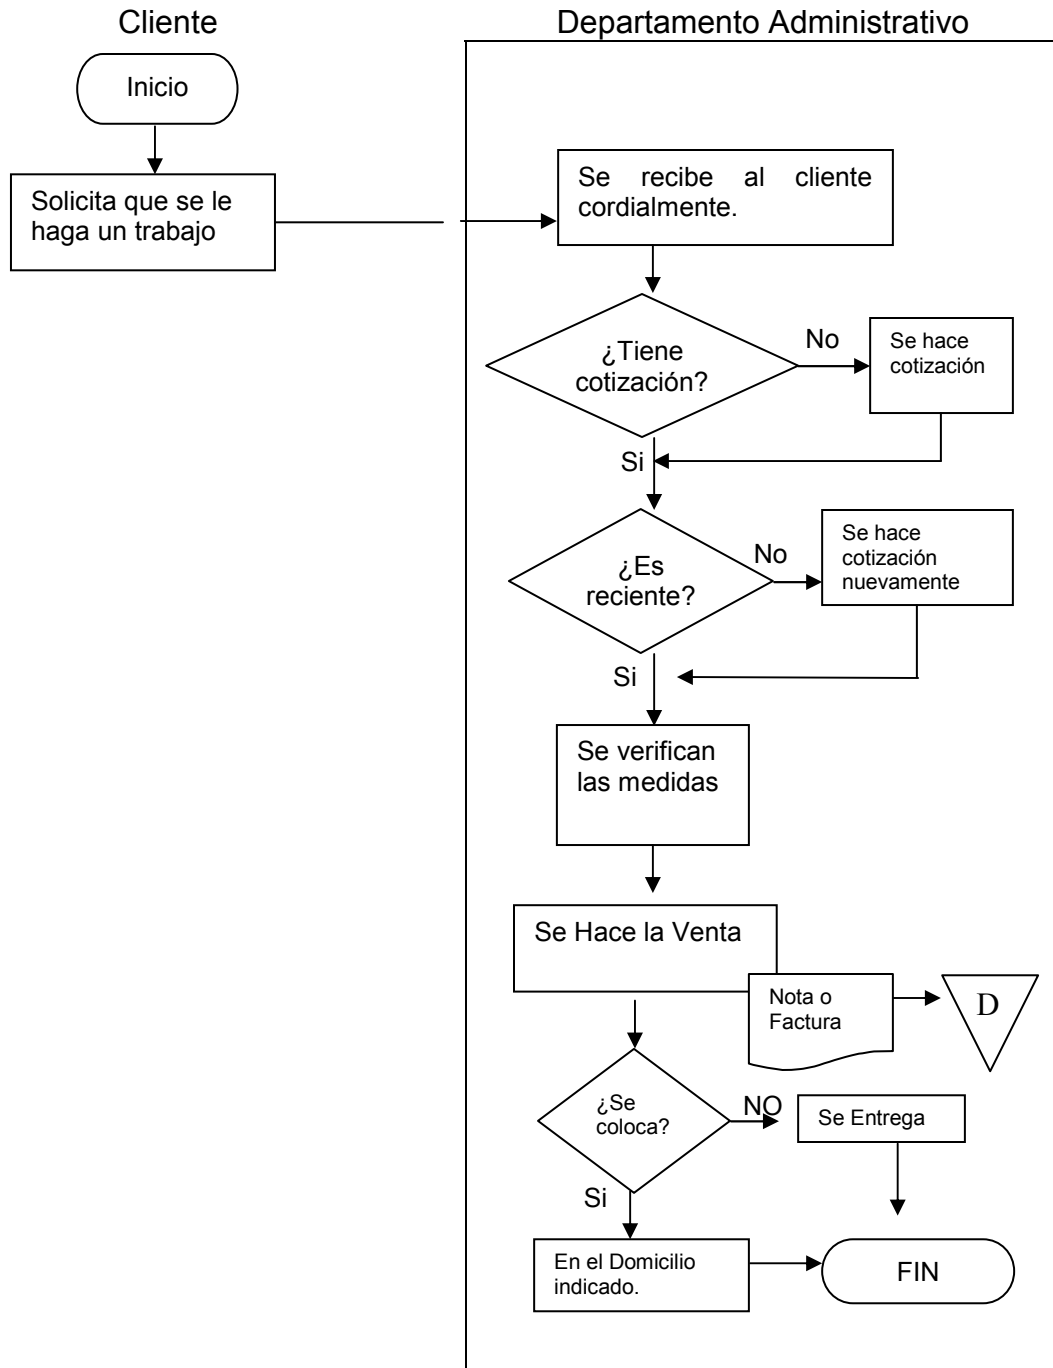 Cliente
Departamento Administrativo
Inicio
Solicita que se le
haga un trabajo
Se recibe al cliente
cordialmente.
¿Tiene
cotización?
No
Se hace
cotización
Si
¿Es
reciente?
No
Se hace
cotización
nuevamente
Si
Se verifican
las medidas
Se Hace la Venta
Nota o
Factura
D
¿Se
coloca?
NO
Se Entrega
Si
En el Domicilio
indicado.
FIN